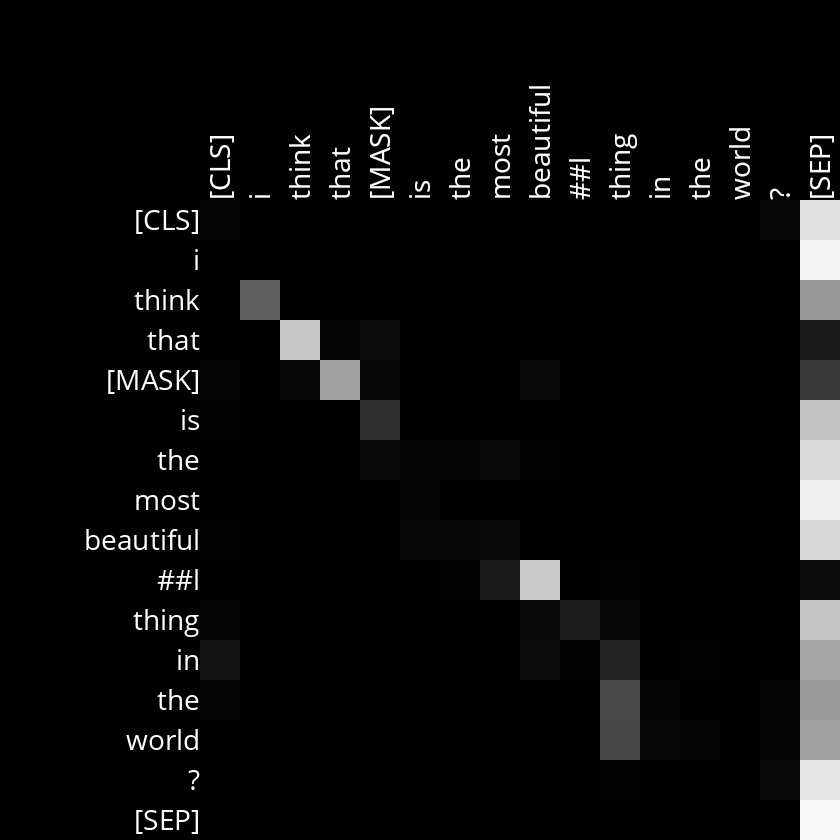 [CLS]
i
think
that
[MASK]
is
the
most
beautiful
##l
thing
in
the
world
?
[SEP]
[CLS]
i
think
that
[MASK]
is
the
most
beautiful
##l
thing
in
the
world
?
[SEP]